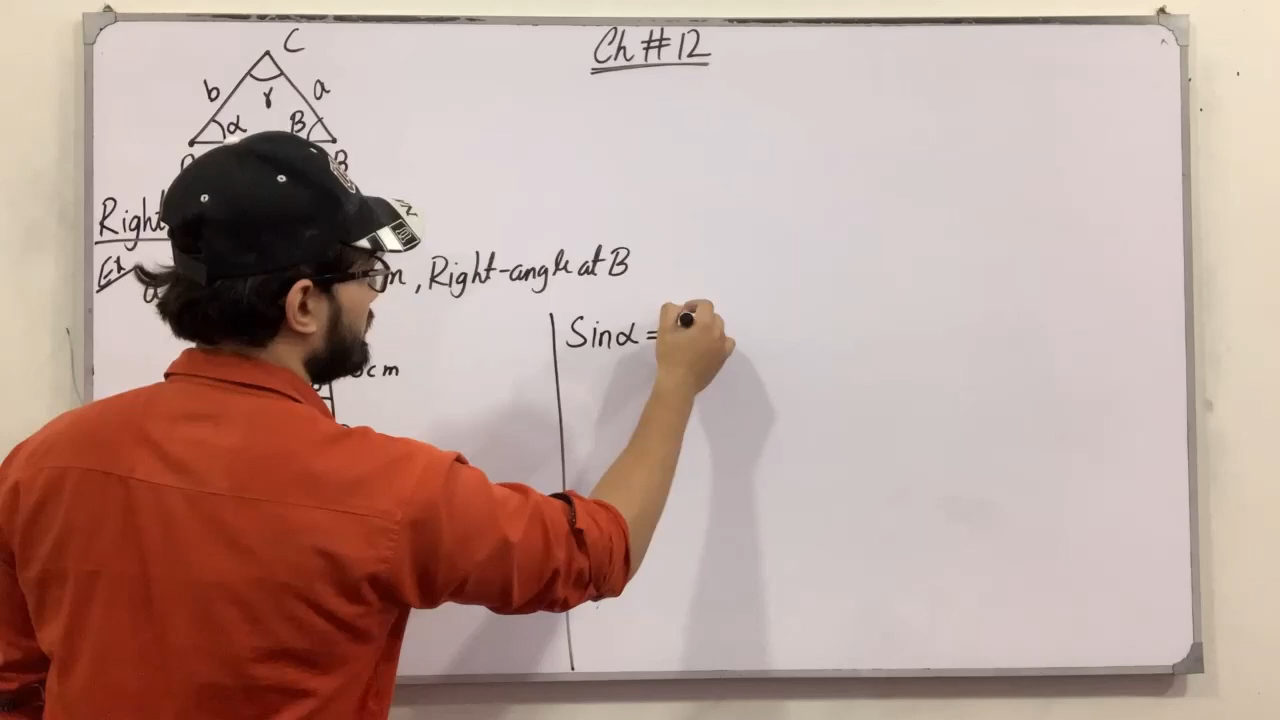 Ch #12
C
b
γ
a
α
B
B
Right
Ex
m, Right-angle at B
Sinα =
cm